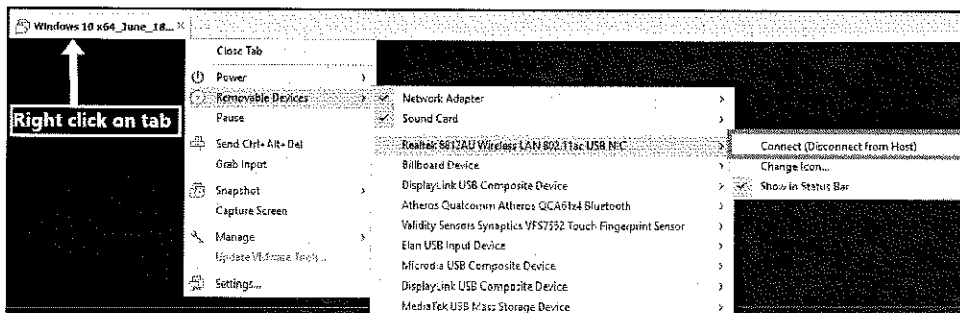 Windows 10 x64_June_18... ×
Right click on tab
Close Tab
Power
Removable Devices
Pause
Send Ctrl+Alt+Del
Grab Input
Snapshot
Capture Screen
Manage
Update VMware Tools...
Settings...
Network Adapter
Sound Card
Realtek 8812AU Wireless LAN 802.11ac USB NIC
Billboard Device
DisplayLink USB Composite Device
Atheros Qualcomm Atheros QCA61x4 Bluetooth
Validity Sensors Synaptics VFS7552 Touch Fingerprint Sensor
Elan USB Input Device
Microdia USB Composite Device
DisplayLink USB Composite Device
MediaTek USB Mass Storage Device
Connect (Disconnect from Host)
Change Icon...
Show in Status Bar